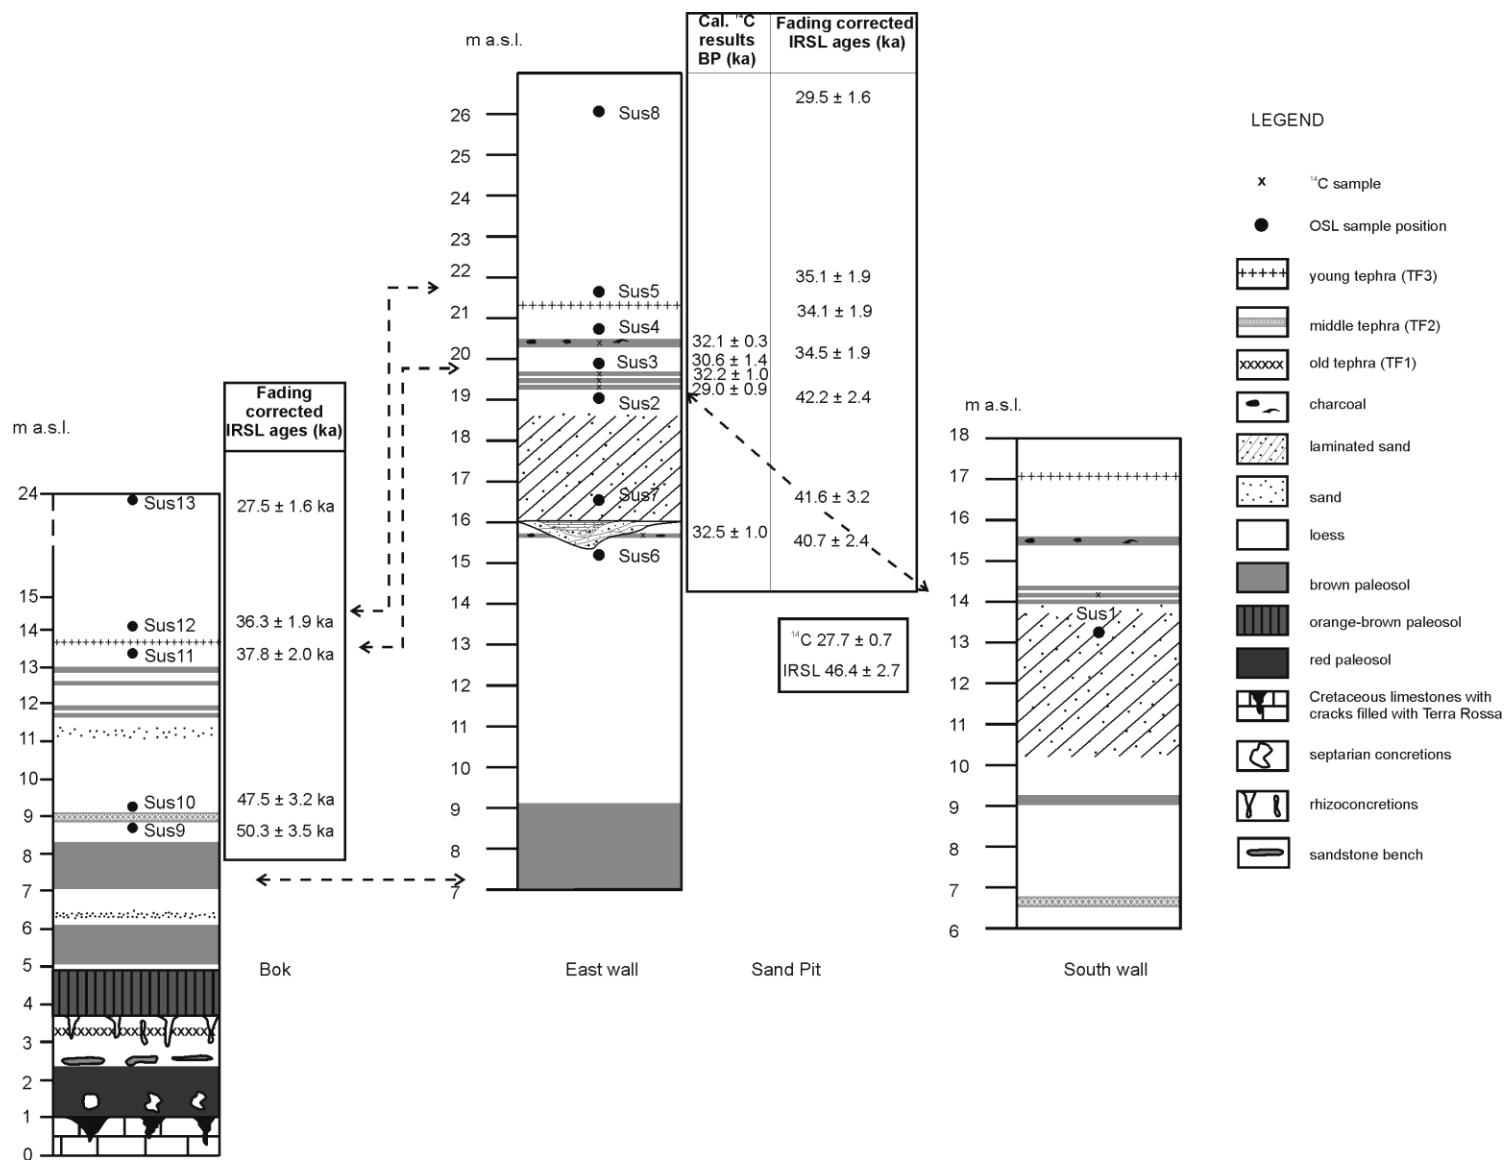 m a.s.l.
24
15
14
13
12
11
10
9
8
7
6
5
4
3
2
1
0
Sus13
Sus12
Sus11
Sus10
Sus9
Fading
corrected
IRSL ages (ka)
27.5 ± 1.6 ka
36.3 ± 1.9 ka
37.8 ± 2.0 ka
47.5 ± 3.2 ka
50.3 ± 3.5 ka
Bok
m a.s.l.
26
25
24
23
22
21
20
19
18
17
16
15
14
13
12
11
10
9
8
7
Sus8
Sus5
Sus4
Sus3
Sus2
Sus7
Sus6
East wall
Cal. ¹⁴C
results
BP (ka)
32.1 ± 0.3
30.6 ± 1.4
32.2 ± 1.0
29.0 ± 0.9
32.5 ± 1.0
Fading corrected
IRSL ages (ka)
29.5 ± 1.6
35.1 ± 1.9
34.1 ± 1.9
34.5 ± 1.9
42.2 ± 2.4
41.6 ± 3.2
40.7 ± 2.4
¹⁴C 27.7 ± 0.7
IRSL 46.4 ± 2.7
Sand Pit
m a.s.l.
18
17
16
15
14
13
12
11
10
9
8
7
6
Sus1
South wall
LEGEND
x ¹⁴C sample
OSL sample position
young tephra (TF3)
middle tephra (TF2)
old tephra (TF1)
charcoal
laminated sand
sand
loess
brown paleosol
orange-brown paleosol
red paleosol
Cretaceous limestones with
cracks filled with Terra Rossa
septarian concretions
rhizoconcretions
sandstone bench